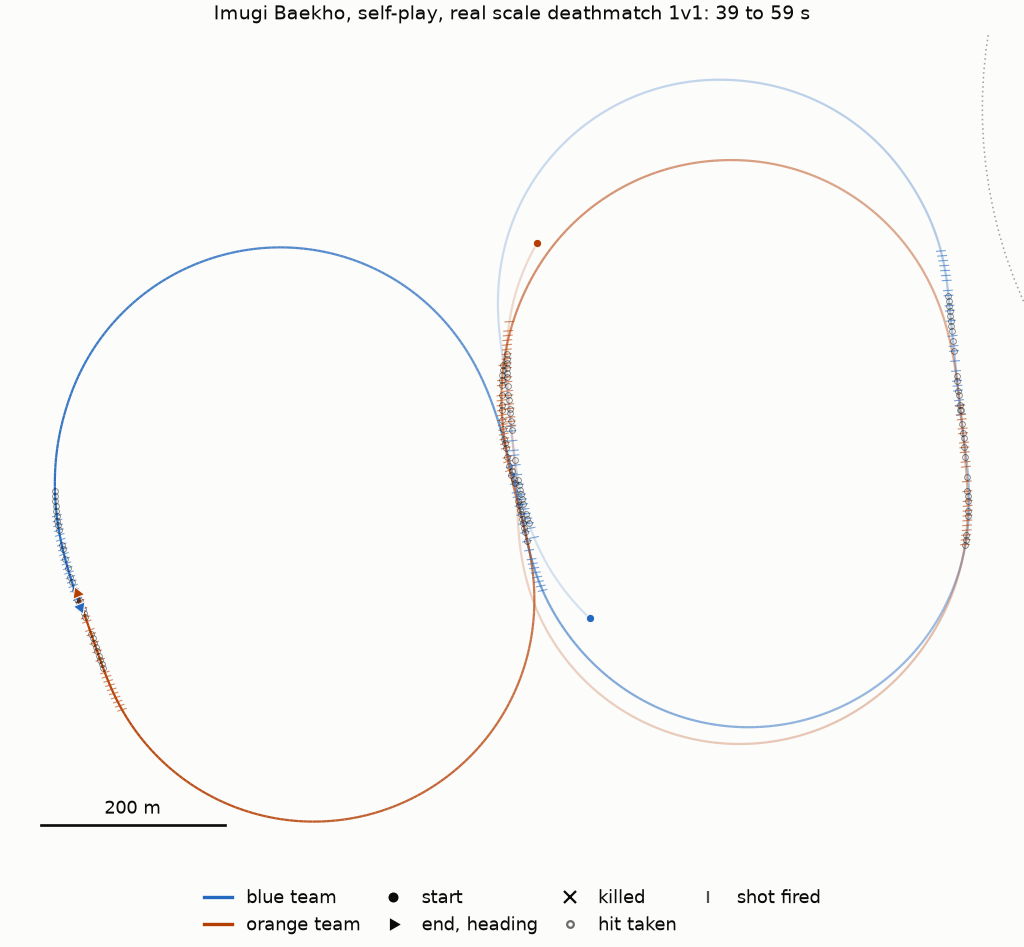 Imugi Baekho, self-play, real scale deathmatch 1v1: 39 to 59 s
200 m
blue team
start
killed
shot fired
orange team
end, heading
hit taken